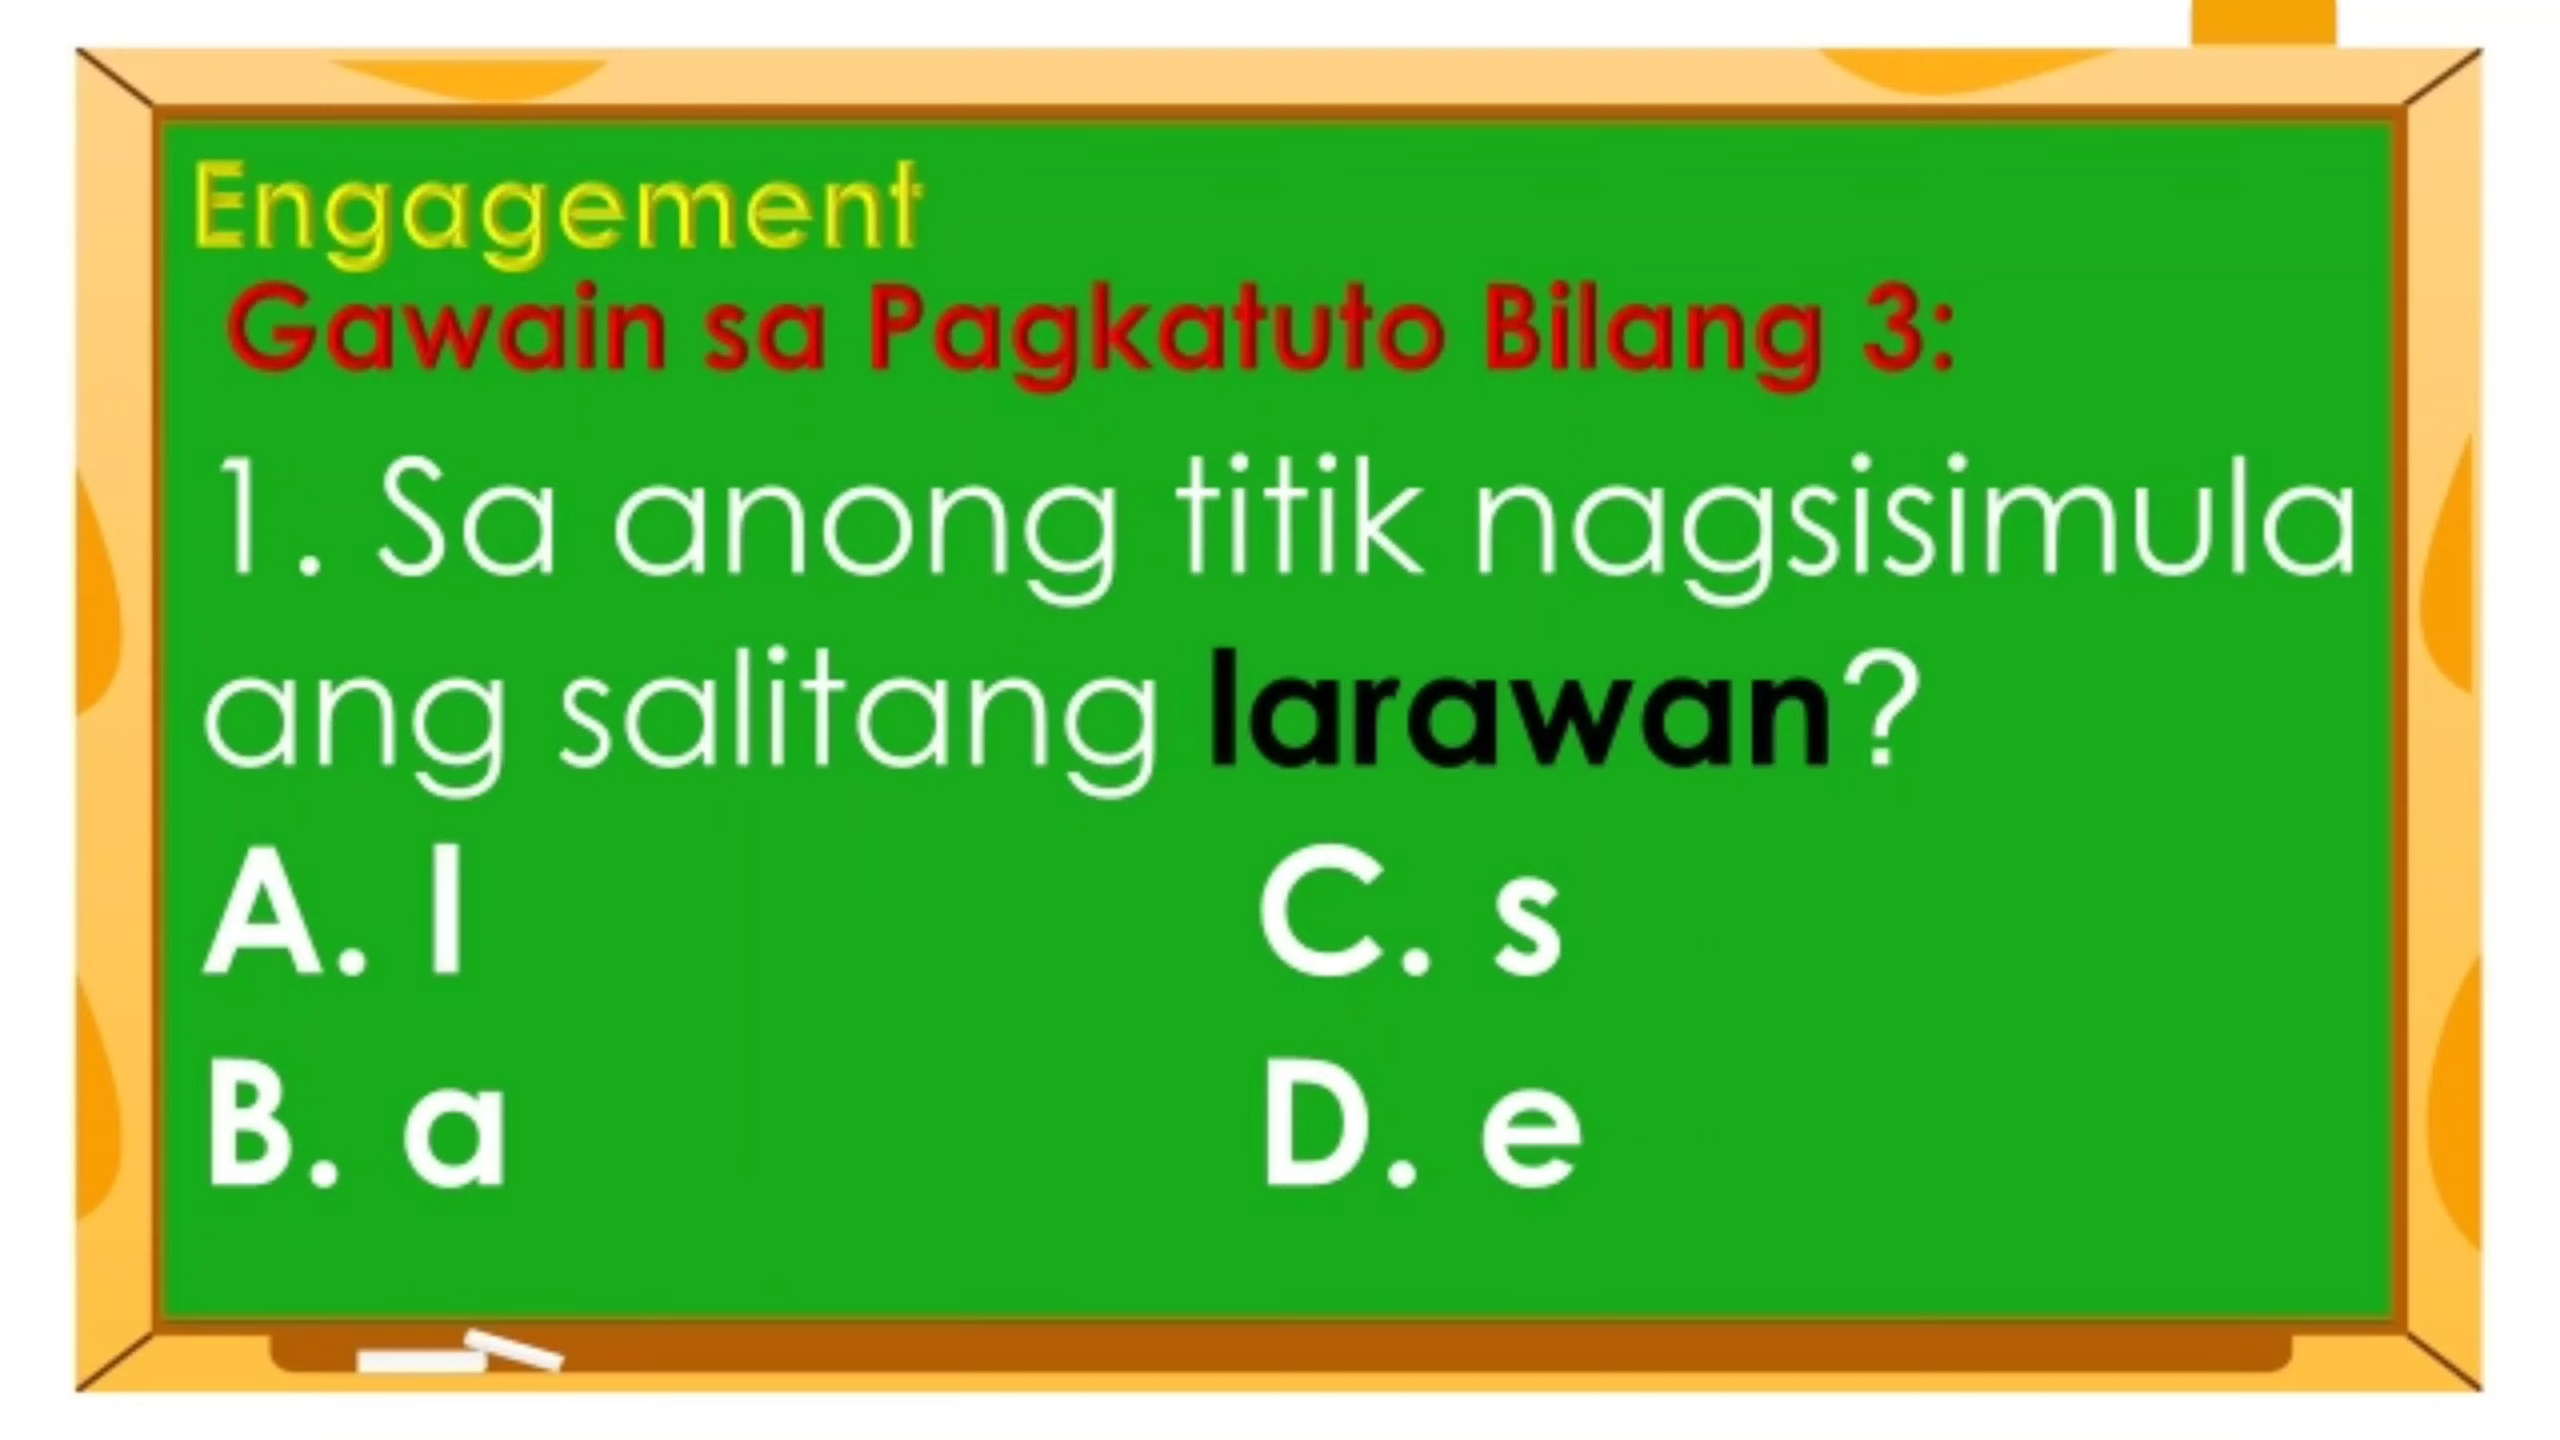 Engagement
Gawain sa Pagkatuto Bilang 3:
1. Sa anong titik nagsisimula
ang salitang larawan?
A. l C. s
B. a D. e